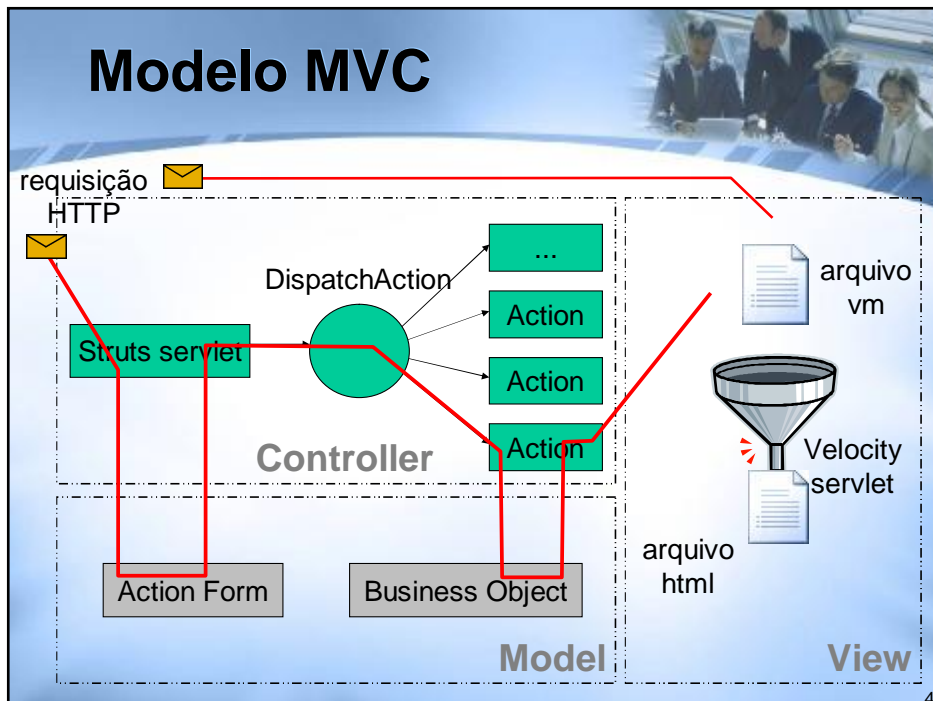 Modelo MVC
requisição
HTTP
DispatchAction
...
Action
Action
Action
Struts servlet
Controller
arquivo
vm
Velocity
servlet
arquivo
html
Action Form
Business Object
Model
View
4